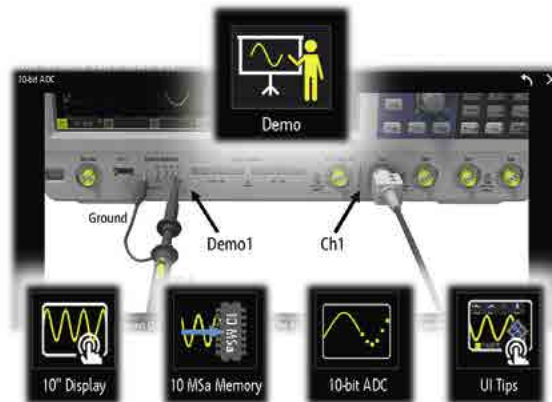 10-bit ADC
Demo
Ground
Demo1
Ch1
10 MSa
10" Display
10 MSa Memory
10-bit ADC
UI Tips